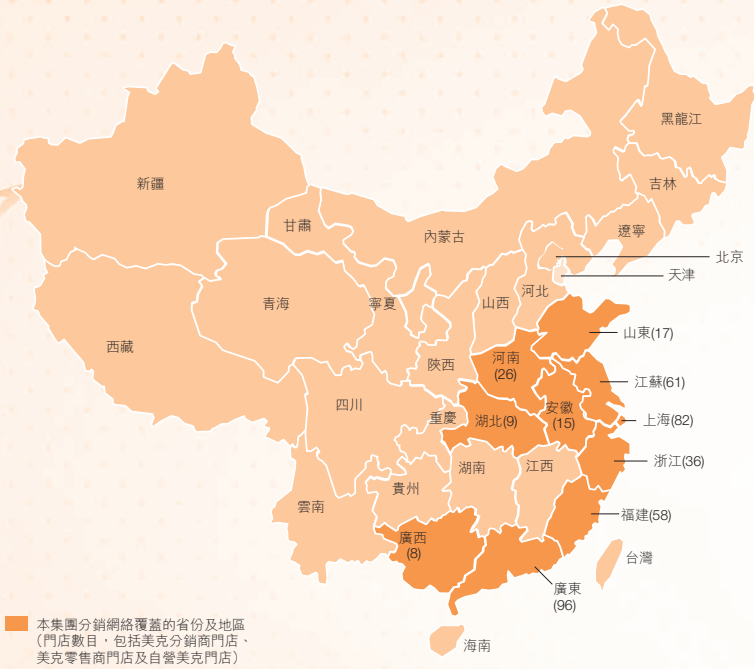 黑龍江
吉林
新疆
遼寧
甘肅
內蒙古
北京
天津
河北
山西
青海
寧夏
山東(17)
西藏
河南
(26)
陝西
江蘇(61)
四川
安徽
(15)
重慶
湖北(9)
上海(82)
浙江(36)
湖南
江西
貴州
雲南
福建(58)
廣西
(8)
台灣
廣東
(96)
海南
本集團分銷網絡覆蓋的省份及地區
(門店數目，包括美克分銷商門店、
美克零售商門店及自營美克門店)